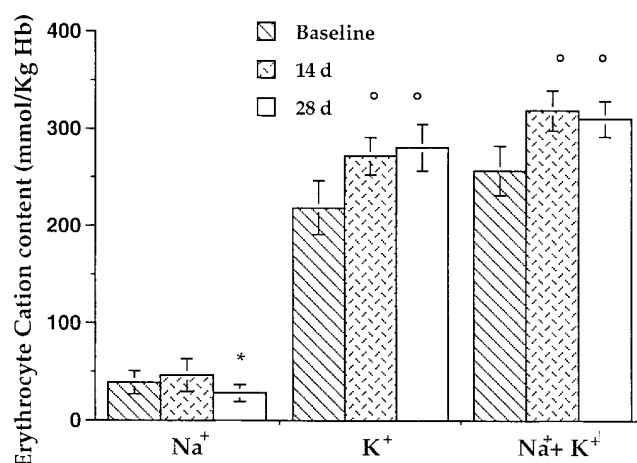 Erythrocyte Cation content (mmol/Kg Hb)
400
300
200
100
0
Baseline
14 d
28 d
° °
° °
*
Na⁺
K⁺
Na⁺+ K⁺